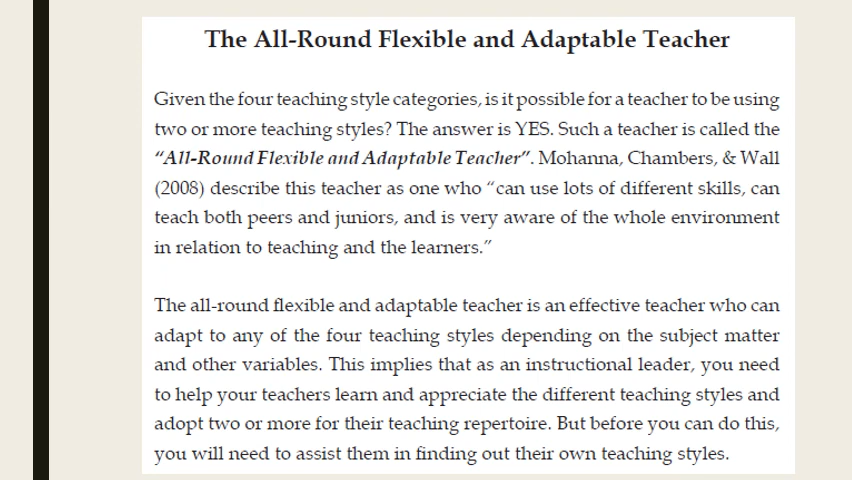 The All-Round Flexible and Adaptable Teacher
Given the four teaching style categories, is it possible for a teacher to be using
two or more teaching styles? The answer is YES. Such a teacher is called the
“All-Round Flexible and Adaptable Teacher”. Mohanna, Chambers, & Wall
(2008) describe this teacher as one who “can use lots of different skills, can
teach both peers and juniors, and is very aware of the whole environment
in relation to teaching and the learners.”
The all-round flexible and adaptable teacher is an effective teacher who can
adapt to any of the four teaching styles depending on the subject matter
and other variables. This implies that as an instructional leader, you need
to help your teachers learn and appreciate the different teaching styles and
adopt two or more for their teaching repertoire. But before you can do this,
you will need to assist them in finding out their own teaching styles.